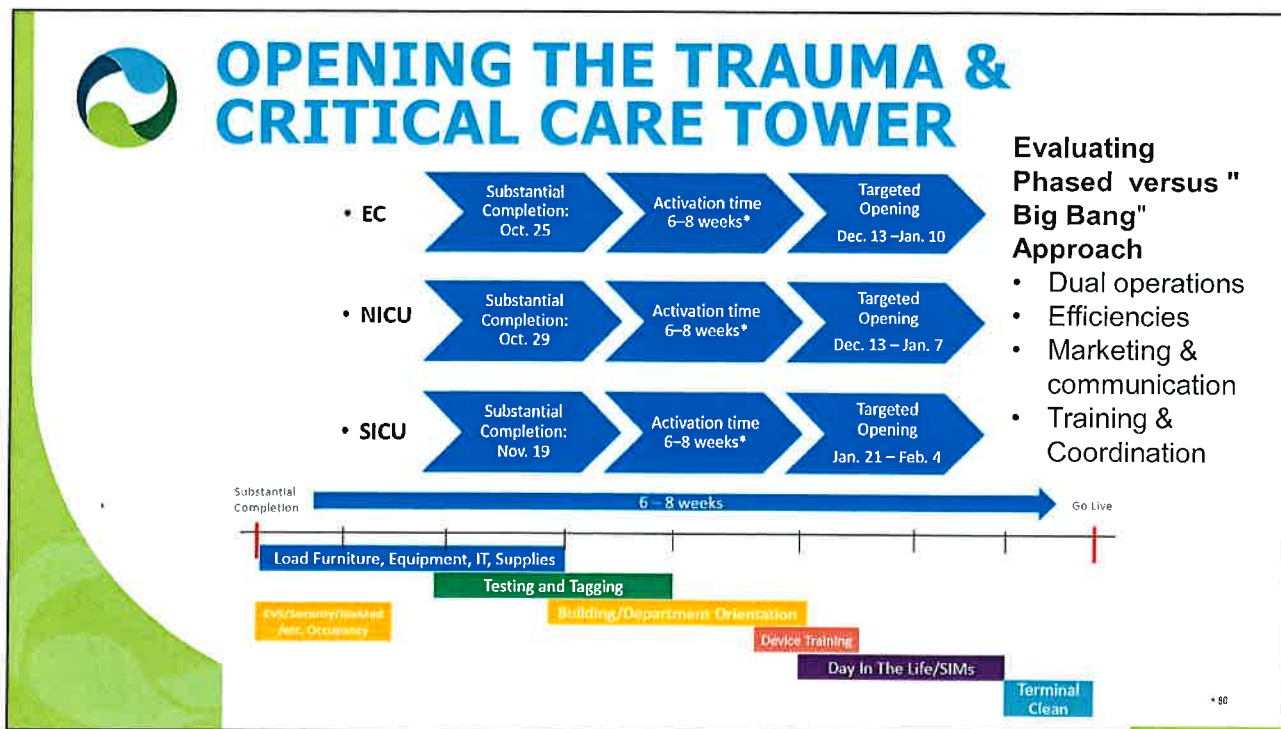 OPENING THE TRAUMA &
CRITICAL CARE TOWER
• EC
Substantial
Completion:
Oct. 25
Activation time
6–8 weeks*
Targeted
Opening
Dec. 13 –Jan. 10
• NICU
Substantial
Completion:
Oct. 29
Activation time
6–8 weeks*
Targeted
Opening
Dec. 13 – Jan. 7
• SICU
Substantial
Completion:
Nov. 19
Activation time
6–8 weeks*
Targeted
Opening
Jan. 21 – Feb. 4
Evaluating
Phased versus "
Big Bang"
Approach
• Dual operations
• Efficiencies
• Marketing &
communication
• Training &
Coordination
Substantial
Completion
6 – 8 weeks
Go Live
Load Furniture, Equipment, IT, Supplies
Testing and Tagging
EVS/Security/BioMed
/etc. Occupancy
Building/Department Orientation
Device Training
Day In The Life/SIMs
Terminal
Clean